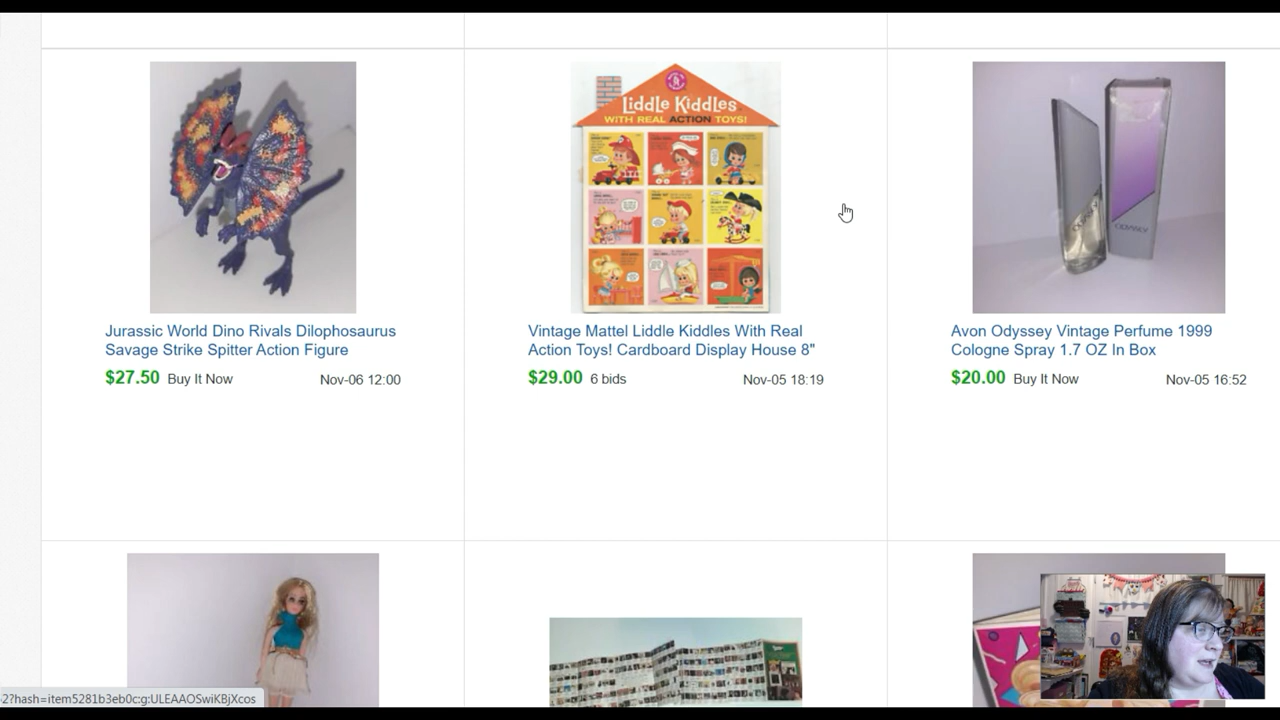 Liddle Kiddles
WITH REAL ACTION TOYS!
ODYSSEY
Jurassic World Dino Rivals Dilophosaurus
Savage Strike Spitter Action Figure
$27.50 Buy It Now Nov-06 12:00
Vintage Mattel Liddle Kiddles With Real
Action Toys! Cardboard Display House 8"
$29.00 6 bids Nov-05 18:19
Avon Odyssey Vintage Perfume 1999
Cologne Spray 1.7 OZ In Box
$20.00 Buy It Now Nov-05 16:52
2?hash=item5281b3eb0c:g:ULEAAOSwiKBjXcos